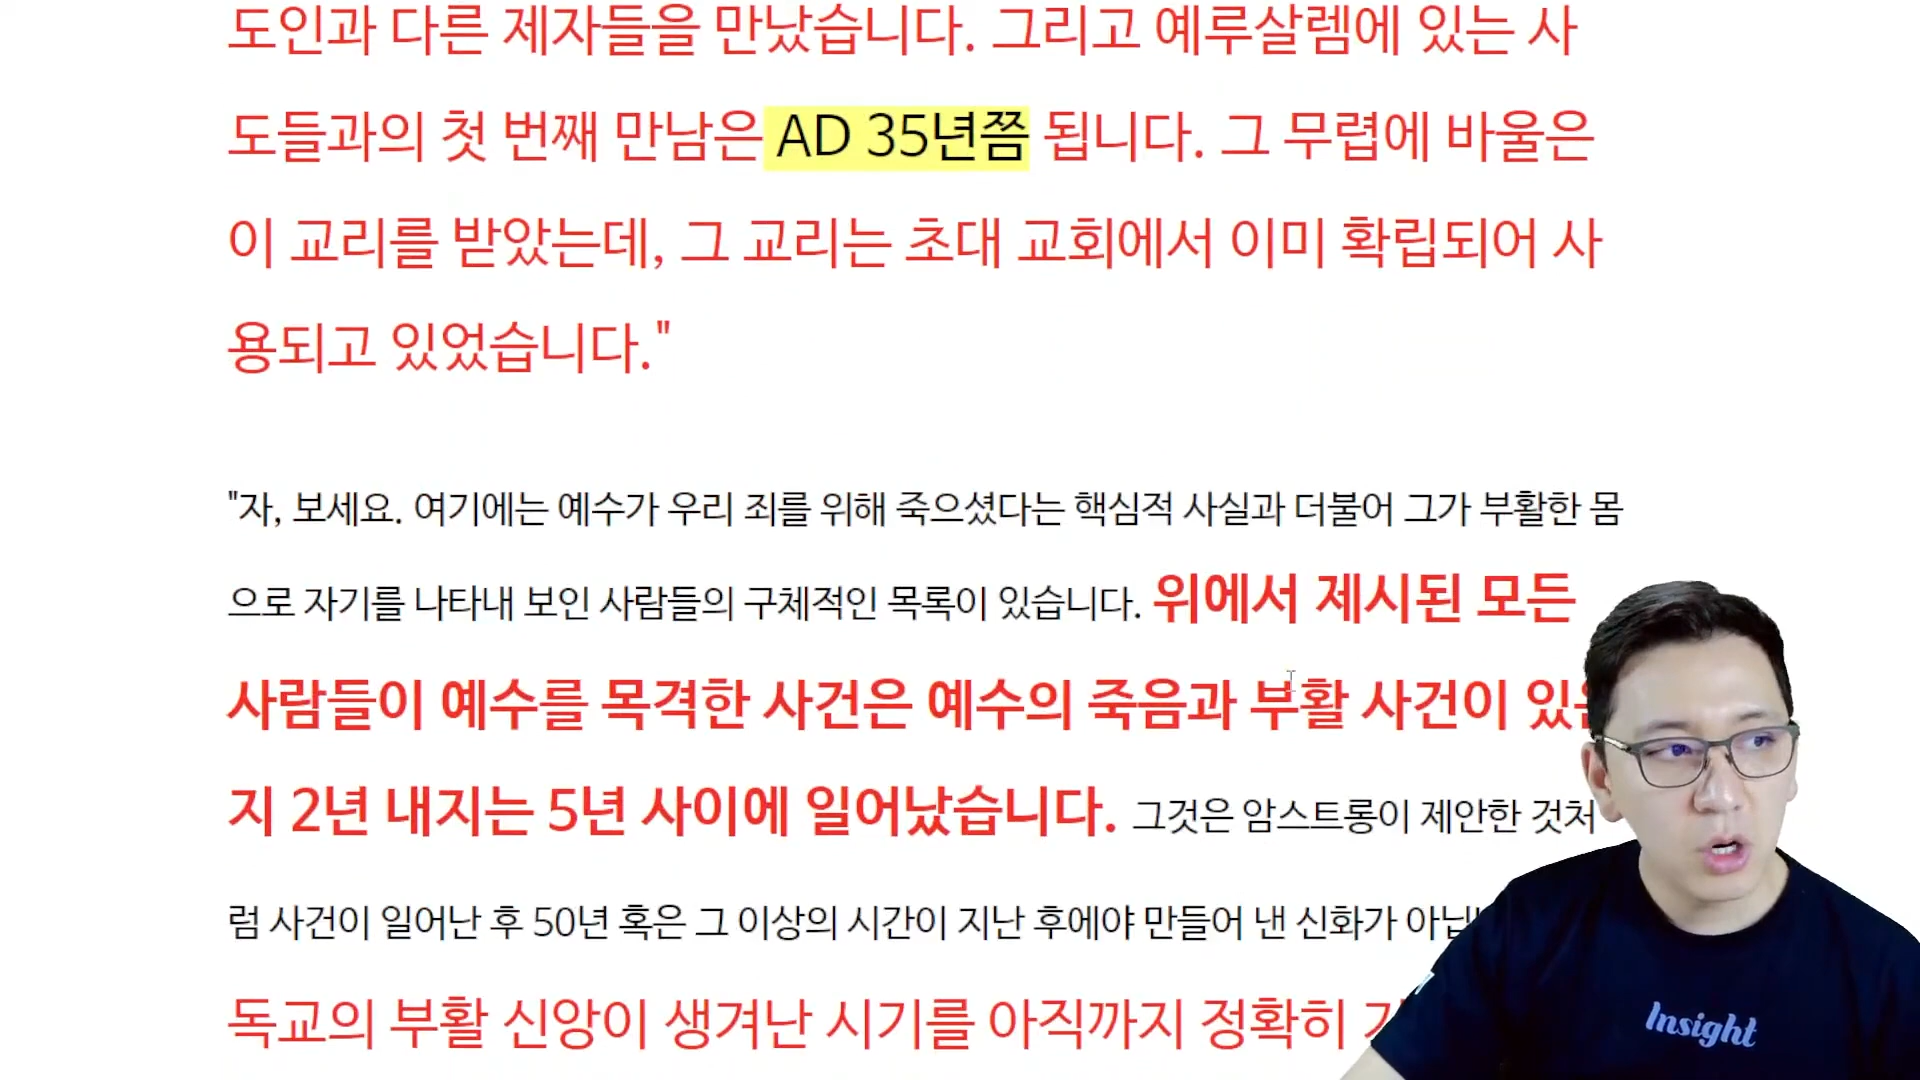 도인과 다른 제자들을 만났습니다. 그리고 예루살렘에 있는 사
도들과의 첫 번째 만남은 AD 35년쯤 됩니다. 그 무렵에 바울은
이 교리를 받았는데, 그 교리는 초대 교회에서 이미 확립되어 사
용되고 있었습니다."
"자, 보세요. 여기에는 예수가 우리 죄를 위해 죽으셨다는 핵심적 사실과 더불어 그가 부활한 몸
으로 자기를 나타내 보인 사람들의 구체적인 목록이 있습니다. 위에서 제시된 모든
사람들이 예수를 목격한 사건은 예수의 죽음과 부활 사건이
지 2년 내지는 5년 사이에 일어났습니다. 그것은 암스트롱이 제안한 것처
럼 사건이 일어난 후 50년 혹은 그 이상의 시간이 지난 후에야 만들어 낸 신화가
독교의 부활 신앙이 생겨난 시기를 아직까지 정확히
Insight